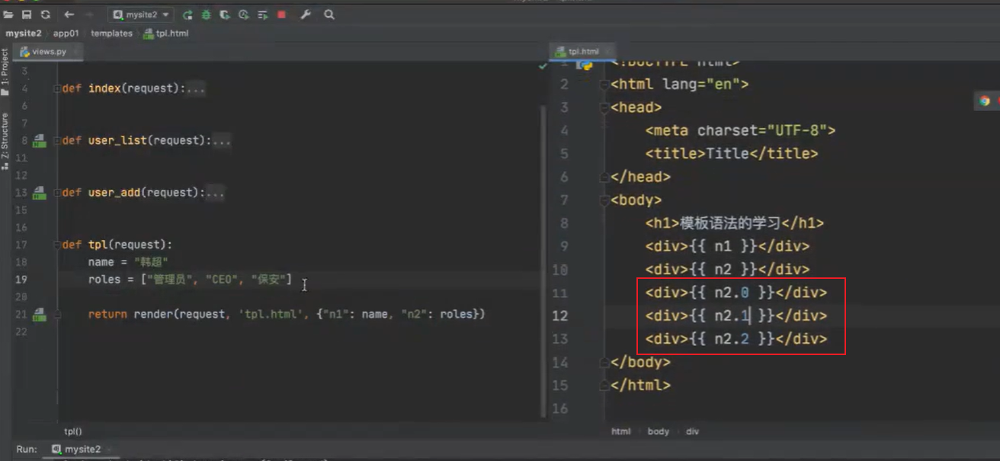 mysite2
mysite2 app01 templates tpl.html
1: Project
Z: Structure
views.py
3
4 def index(request):...
6
7
8 def user_list(request):...
11
12
13 def user_add(request):...
15
16
17 def tpl(request):
18 name = "韩超"
19 roles = ["管理员", "CEO", "保安"]
20
21 return render(request, 'tpl.html', {"n1": name, "n2": roles})
22
tpl()
tpl.html
1 <!DOCTYPE html>
2 <html lang="en">
3 <head>
4 <meta charset="UTF-8">
5 <title>Title</title>
6 </head>
7 <body>
8 <h1>模板语法的学习</h1>
9 <div>{{ n1 }}</div>
10 <div>{{ n2 }}</div>
11 <div>{{ n2.0 }}</div>
12 <div>{{ n2.1 }}</div>
13 <div>{{ n2.2 }}</div>
14 </body>
15 </html>
16
html body div
Run: mysite2